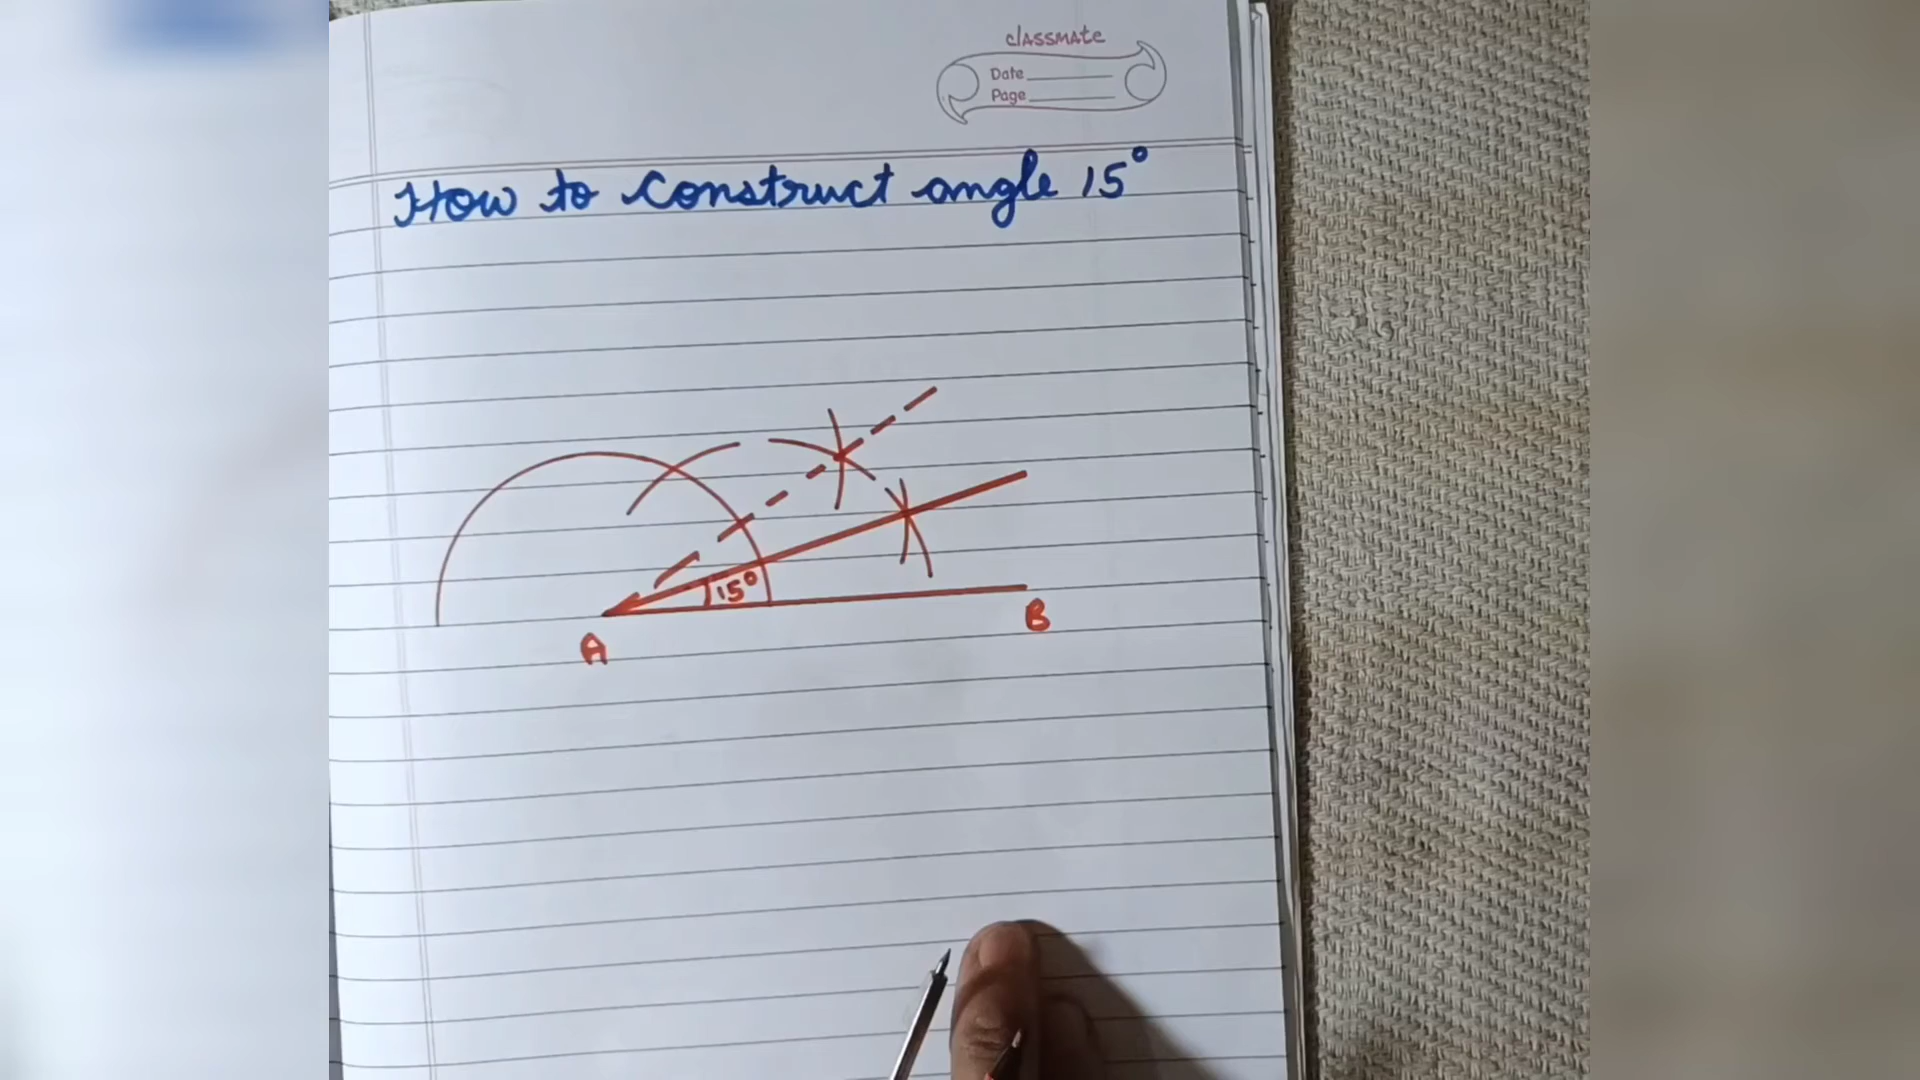 classmate
Date
Page
How to construct angle 15°
15°
A
B